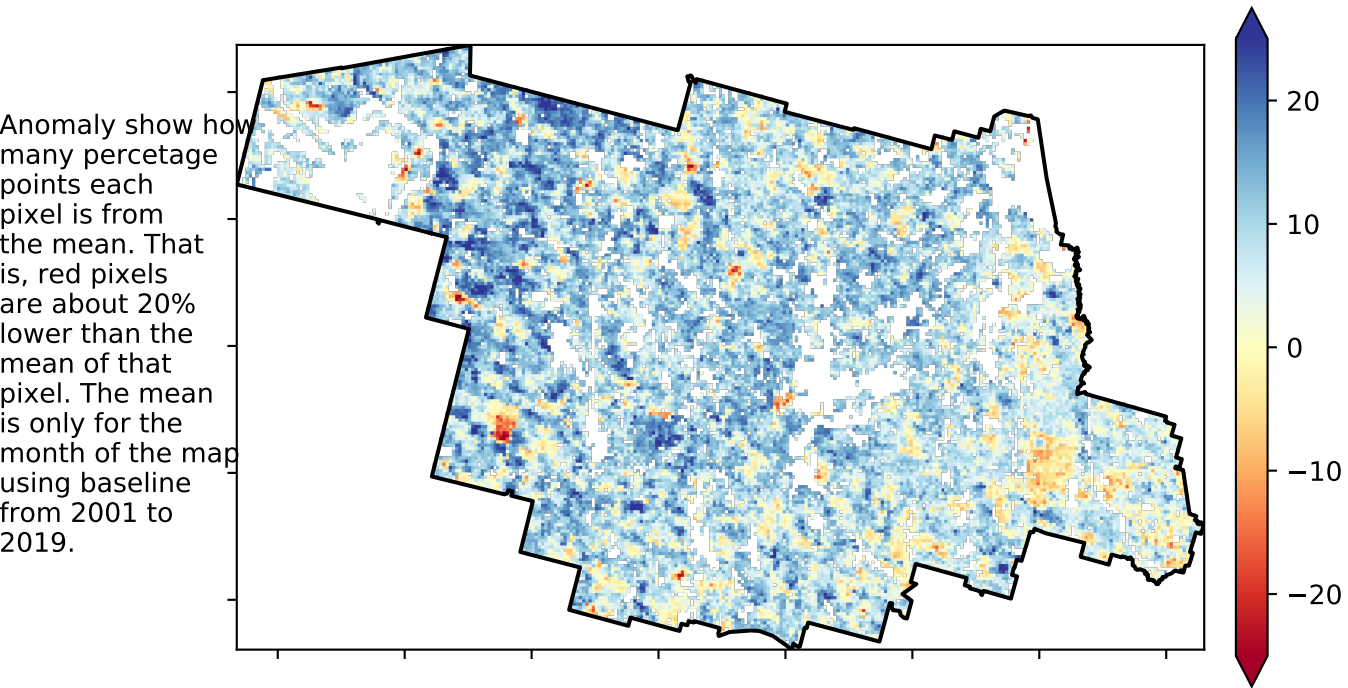 Anomaly show how
many percetage
points each
pixel is from
the mean. That
is, red pixels
are about 20%
lower than the
mean of that
pixel. The mean
is only for the
month of the map
using baseline
from 2001 to
2019.
20
10
0
−10
−20